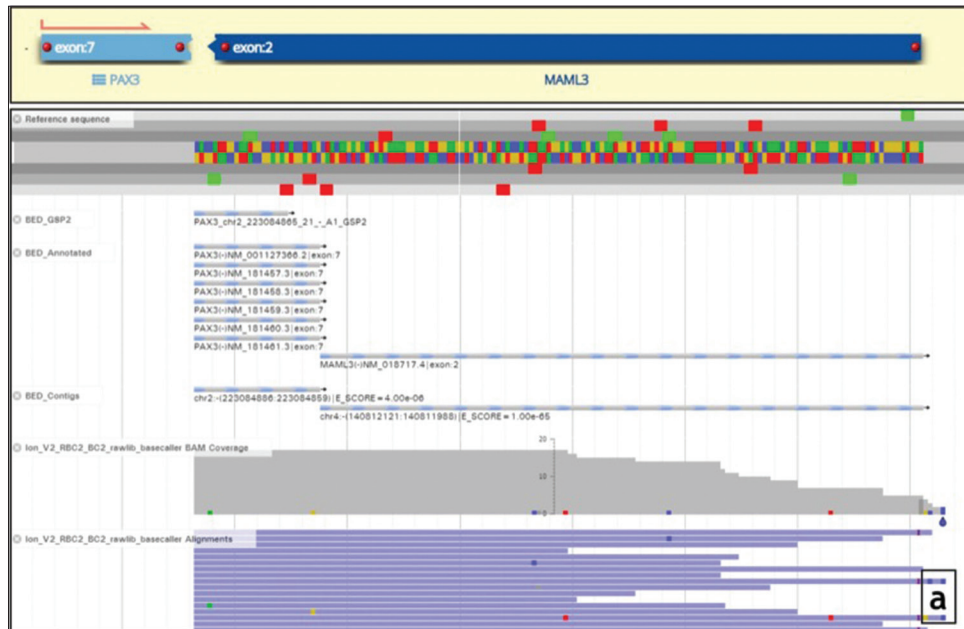 exon:7
exon:2
PAX3
MAML3
Reference sequence
BED_GSP2
PAX3_chr2_223084865_21_-_A1_GSP2
BED_Annotated
PAX3(-)NM_001127366.2|exon:7
PAX3(-)NM_181457.3|exon:7
PAX3(-)NM_181458.3|exon:7
PAX3(-)NM_181459.3|exon:7
PAX3(-)NM_181460.3|exon:7
PAX3(-)NM_181461.3|exon:7
MAML3(-)NM_018717.4|exon:2
BED_Contigs
chr2:-(223084886:223084859)|E_SCORE=4.00e-06
chr4:-(140812121:140811988)|E_SCORE=1.00e-65
Ion_V2_RBC2_BC2_rawlib_basecaller BAM Coverage
20
10
0
Ion_V2_RBC2_BC2_rawlib_basecaller Alignments
a